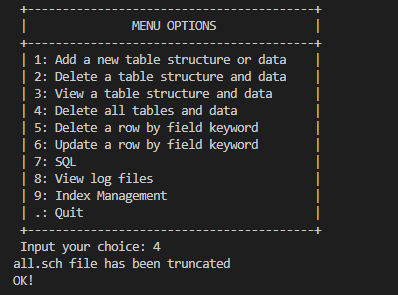 +--------------------------------------+
|              MENU OPTIONS            |
+--------------------------------------+
| 1: Add a new table structure or data |
| 2: Delete a table structure and data |
| 3: View a table structure and data   |
| 4: Delete all tables and data        |
| 5: Delete a row by field keyword     |
| 6: Update a row by field keyword     |
| 7: SQL                               |
| 8: View log files                    |
| 9: Index Management                  |
| .: Quit                              |
+--------------------------------------+
Input your choice: 4
all.sch file has been truncated
OK!